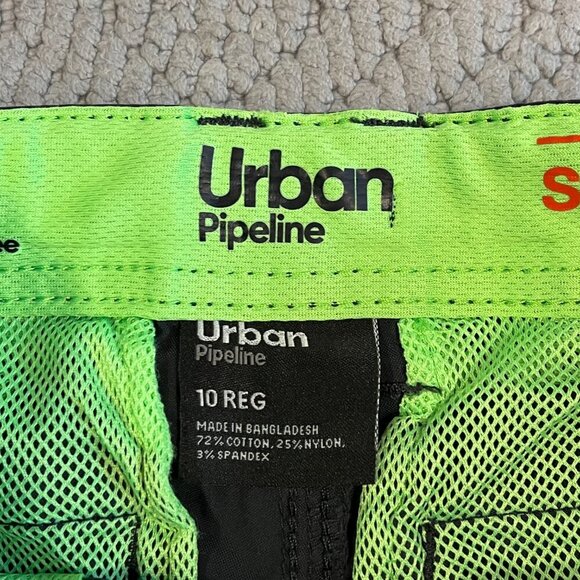 Urban
Pipeline
Urban
Pipeline
10 REG
MADE IN BANGLADESH
72% COTTON, 25% NYLON,
3% SPANDEX